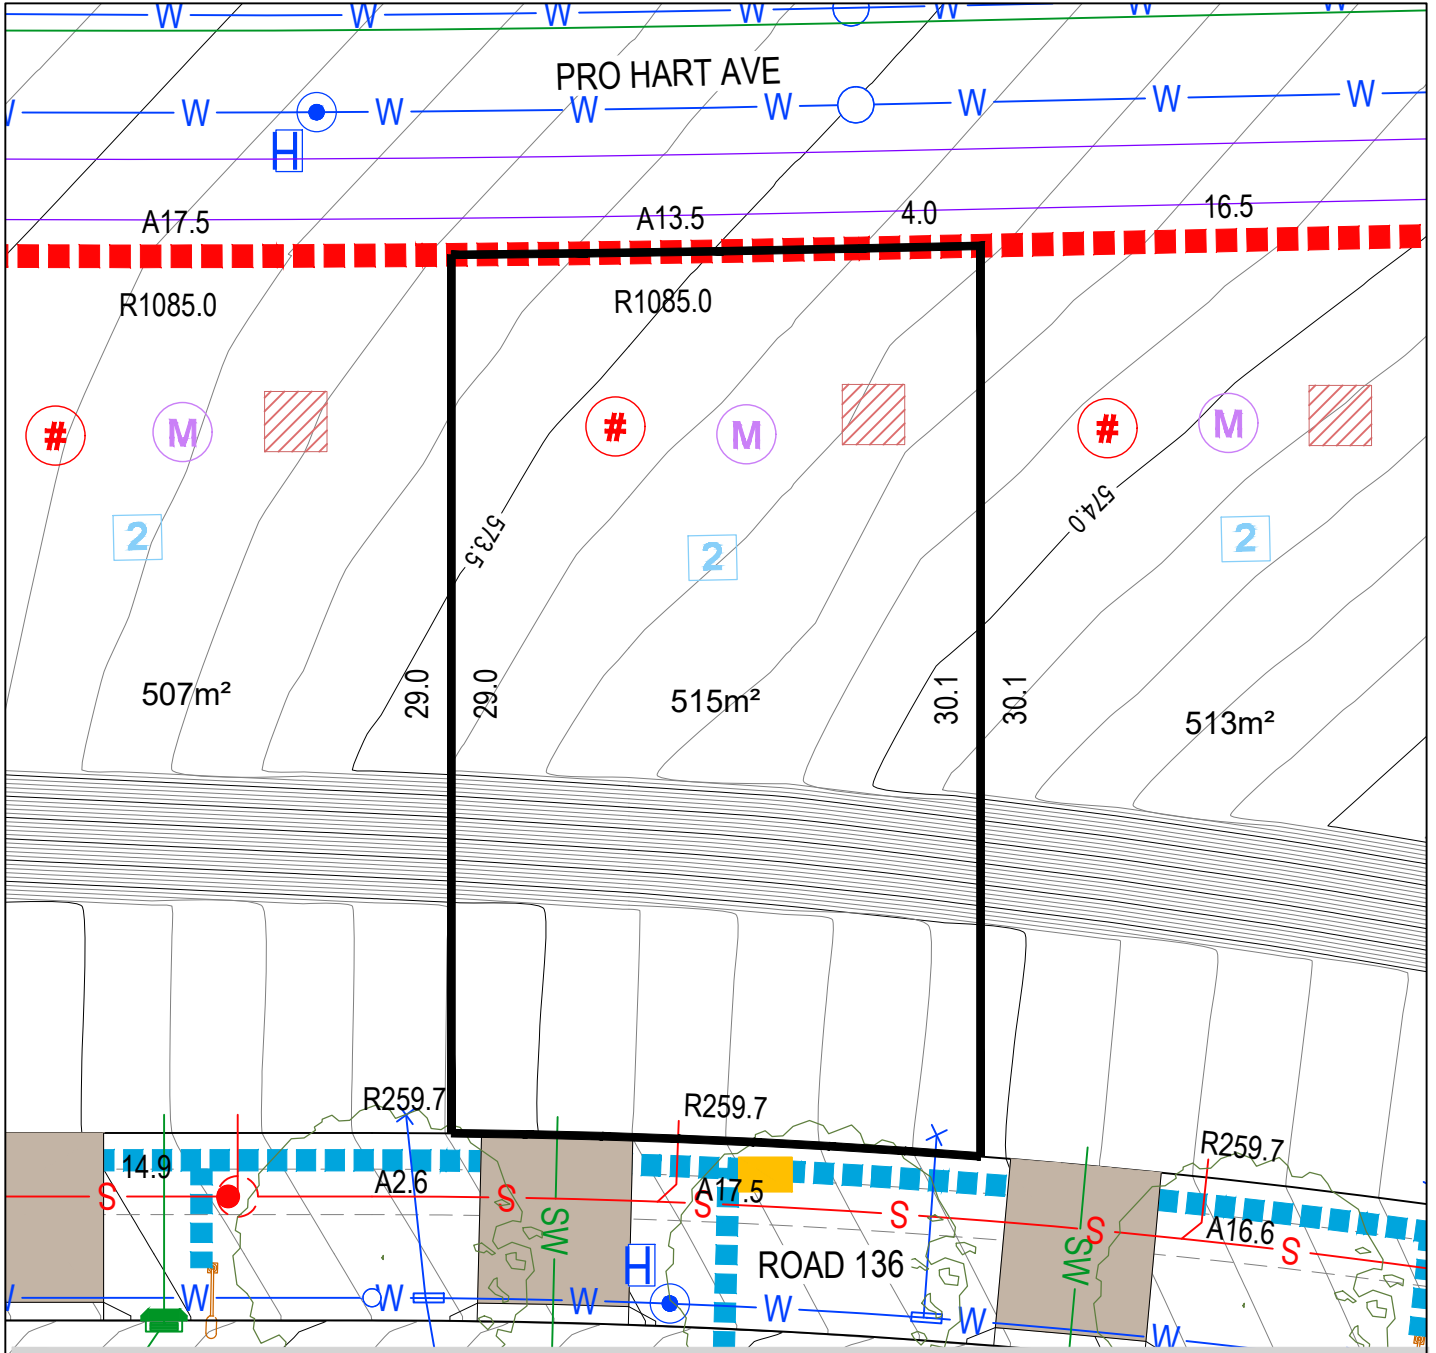 W W W W W W W
PRO HART AVE
W W W W W W W W
H
A17.5 A13.5 4.0 16.5
R1085.0 R1085.0
# M # M # M
573.5 574.0
2 2 2
507m² 29.0 29.0 515m² 30.1 30.1 513m²
R259.7 R259.7 R259.7
14.9 A2.6 A17.5 A16.6
S S S S S S
SW SW
H ROAD 136
W W W W W W W